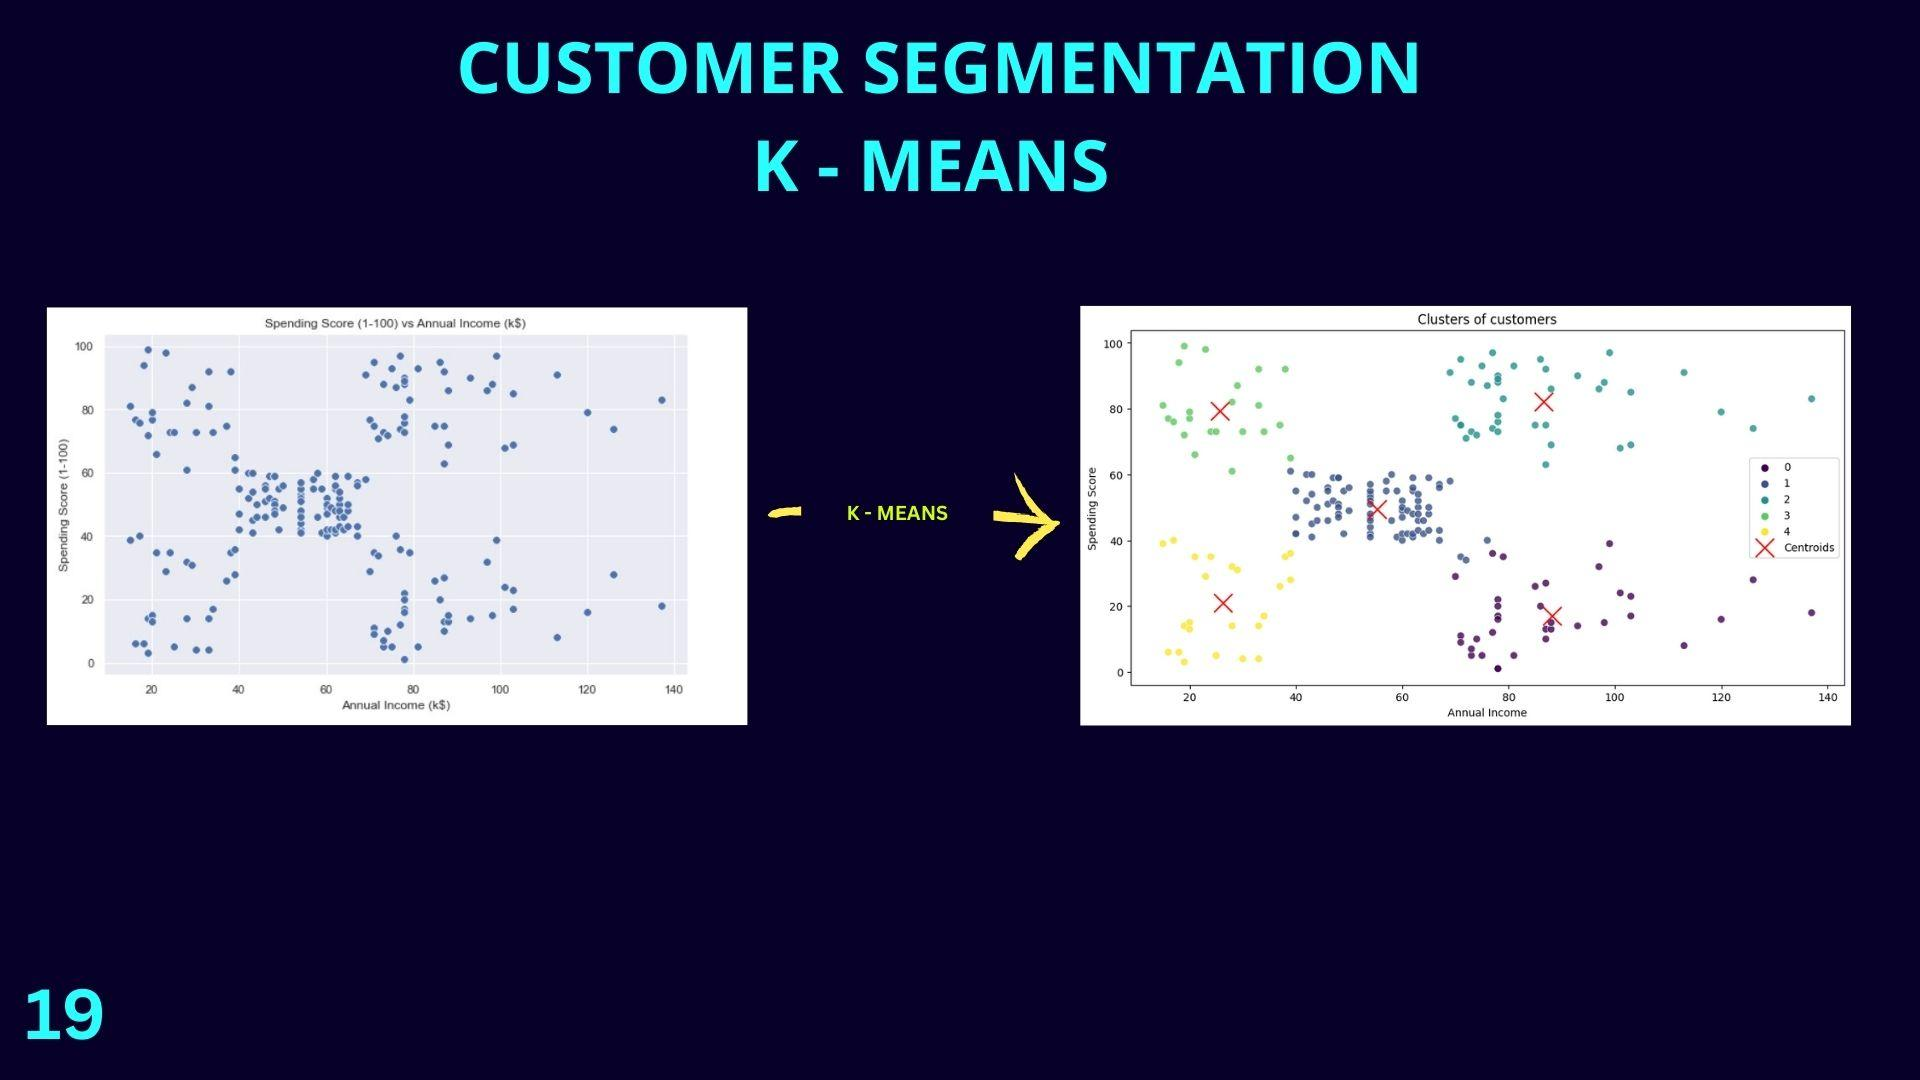 CUSTOMER SEGMENTATION
K - MEANS
Spending Score (1-100) vs Annual Income (k$)
Spending Score (1-100)
100
80
60
40
20
0
20 40 60 80 100 120 140
Annual Income (k$)
K - MEANS
Clusters of customers
Spending Score
100
80
60
40
20
0
20 40 60 80 100 120 140
Annual Income
0
1
2
3
4
Centroids
19